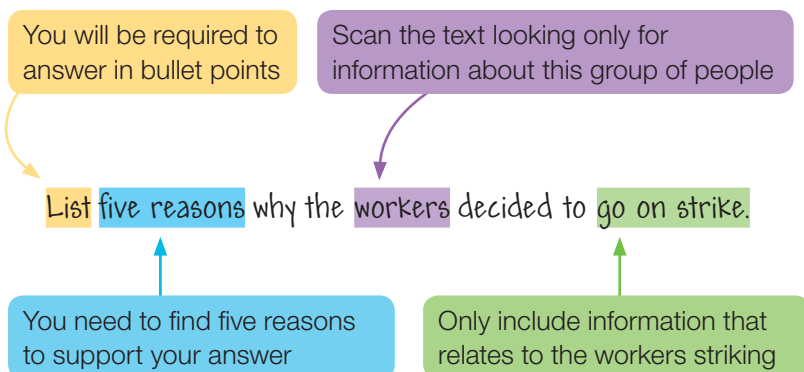 You will be required to
answer in bullet points
Scan the text looking only for
information about this group of people
List five reasons why the workers decided to go on strike.
You need to find five reasons
to support your answer
Only include information that
relates to the workers striking